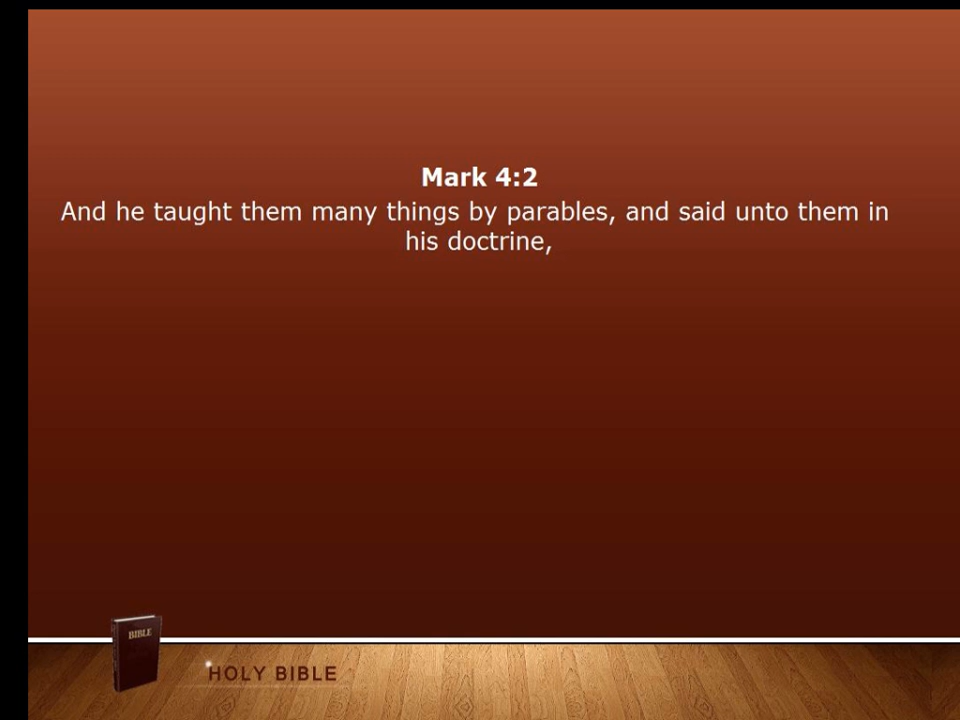 Mark 4:2
And he taught them many things by parables, and said unto them in
his doctrine,
BIBLE
HOLY BIBLE